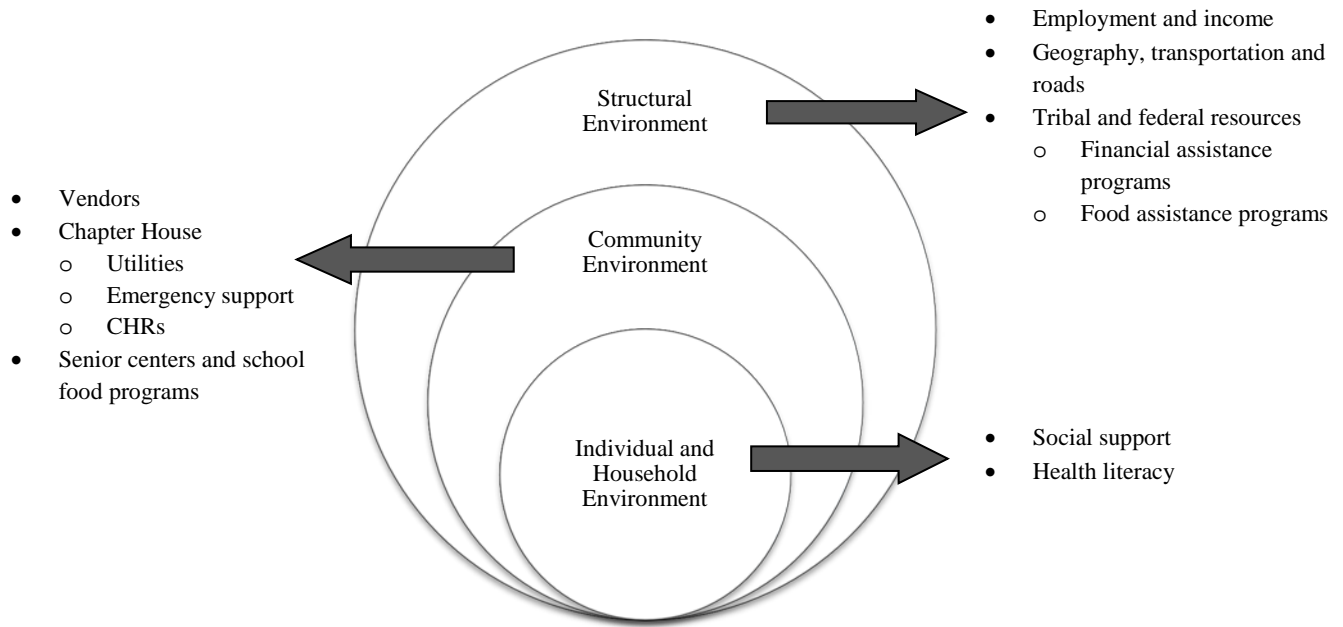 • Employment and income
• Geography, transportation and
roads
• Tribal and federal resources
o Financial assistance
programs
o Food assistance programs
Structural
Environment
• Vendors
• Chapter House
o Utilities
o Emergency support
o CHRs
• Senior centers and school
food programs
Community
Environment
Individual and
Household
Environment
• Social support
• Health literacy